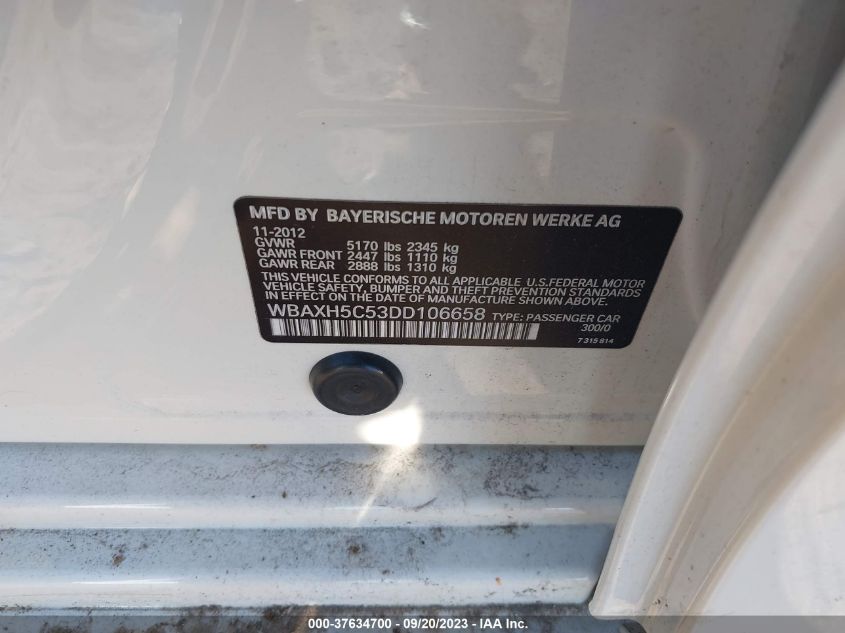 MFD BY BAYERISCHE MOTOREN WERKE AG
11-2012
GVWR 5170 lbs 2345 kg
GAWR FRONT 2447 lbs 1110 kg
GAWR REAR 2888 lbs 1310 kg
THIS VEHICLE CONFORMS TO ALL APPLICABLE U.S.FEDERAL MOTOR
VEHICLE SAFETY, BUMPER AND THEFT PREVENTION STANDARDS
IN EFFECT ON THE DATE OF MANUFACTURE SHOWN ABOVE.
WBAXH5C53DD106658 TYPE: PASSENGER CAR
300/0
7 315 814
000-37634700 - 09/20/2023 - IAA Inc.